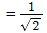 = 1/√2